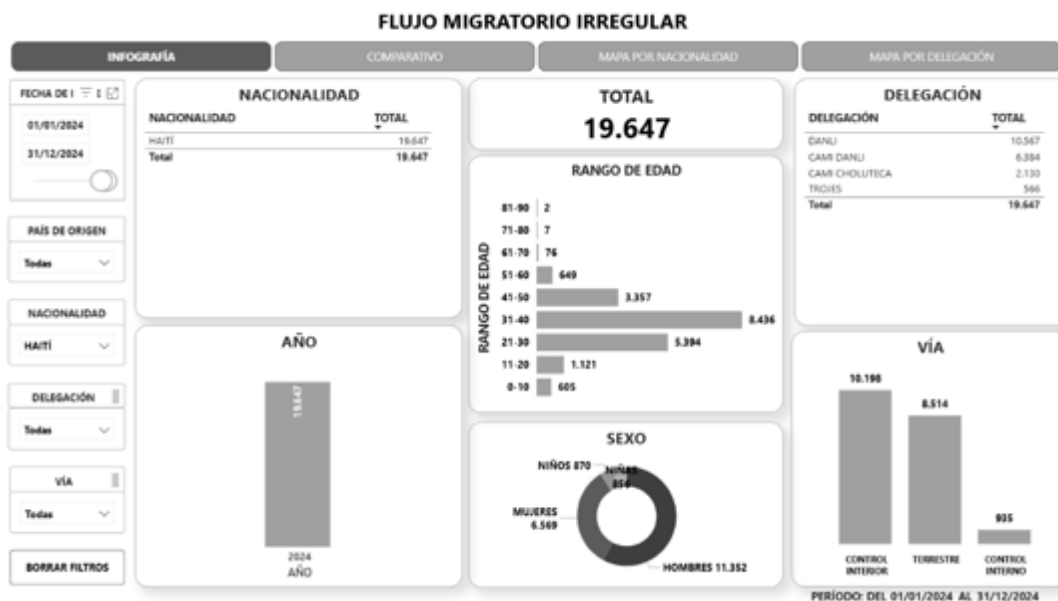 FLUJO MIGRATORIO IRREGULAR
INFOGRAFÍA
COMPARATIVO
MAPA POR NACIONALIDAD
MAPA POR DELEGACIÓN
FECHA DE I
01/01/2024
31/12/2024
PAÍS DE ORIGEN
Todas
NACIONALIDAD
HAITÍ
DELEGACIÓN
Todas
VÍA
Todas
BORRAR FILTROS
NACIONALIDAD
NACIONALIDAD TOTAL
HAITÍ 19.647
Total 19.647
AÑO
19.647
2024
AÑO
TOTAL
19.647
RANGO DE EDAD
RANGO DE EDAD
81-90 2
71-80 7
61-70 76
51-60 649
41-50 3.357
31-40 8.436
21-30 5.394
11-20 1.121
0-10 605
SEXO
NIÑOS 870
NIÑAS
856
MUJERES
6.569
HOMBRES 11.352
DELEGACIÓN
DELEGACIÓN TOTAL
DANLI 10.567
CAMI DANLI 6.384
CAMI CHOLUTECA 2.130
TROJES 566
Total 19.647
VÍA
10.198
8.514
935
CONTROL
INTERIOR
TERRESTRE
CONTROL
INTERNO
PERÍODO: DEL 01/01/2024 AL 31/12/2024